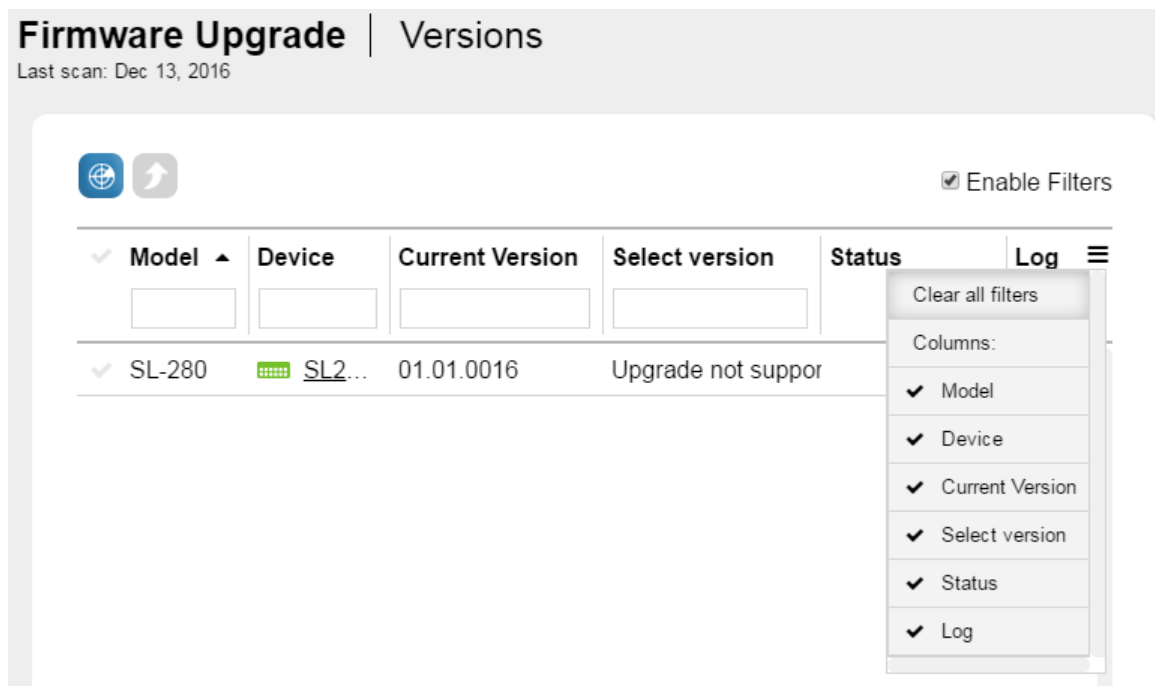 Firmware Upgrade | Versions
Last scan: Dec 13, 2016
Enable Filters
Model Device Current Version Select version Status Log
Clear all filters
Columns:
SL-280 SL2... 01.01.0016 Upgrade not suppor
Model
Device
Current Version
Select version
Status
Log